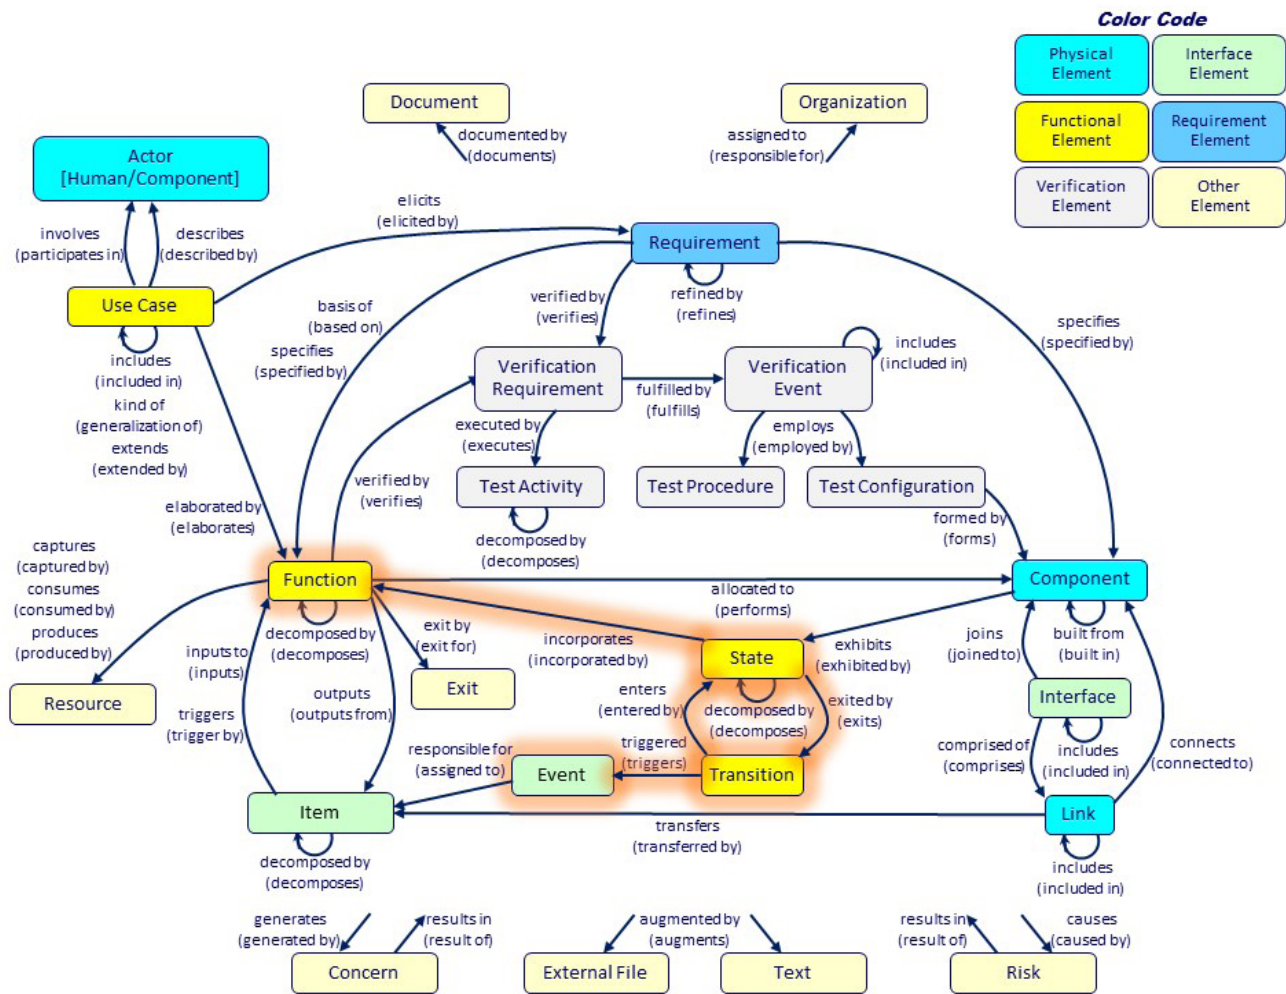 Color Code
Physical
Element
Interface
Element
Functional
Element
Requirement
Element
Verification
Element
Other
Element
Document
documented by
(documents)
Organization
assigned to
(responsible for)
Actor
[Human/Component]
involves
(participates in)
describes
(described by)
elicits
(elicited by)
Requirement
refined by
(refines)
Use Case
includes
(included in)
kind of
(generalization of)
extends
(extended by)
basis of
(based on)
specifies
(specified by)
verified by
(verifies)
specifies
(specified by)
includes
(included in)
Verification
Requirement
fulfilled by
(fulfills)
Verification
Event
executed by
(executes)
employs
(employed by)
verified by
(verifies)
Test Activity
Test Procedure
Test Configuration
decomposed by
(decomposes)
formed by
(forms)
elaborated by
(elaborates)
captures
(captured by)
consumes
(consumed by)
produces
(produced by)
Function
allocated to
(performs)
Component
decomposed by
(decomposes)
exit by
(exit for)
incorporates
(incorporated by)
State
exhibits
(exhibited by)
joins
(joined to)
built from
(built in)
inputs to
(inputs)
Resource
outputs
(outputs from)
Exit
enters
(entered by)
decomposed by
(decomposes)
exited by
(exits)
Interface
triggers
(trigger by)
responsible for
(assigned to)
Event
triggered
(triggers)
Transition
comprised of
(comprises)
includes
(included in)
connects
(connected to)
Item
transfers
(transferred by)
Link
decomposed by
(decomposes)
includes
(included in)
generates
(generated by)
results in
(result of)
augmented by
(augments)
results in
(result of)
causes
(caused by)
Concern
External File
Text
Risk